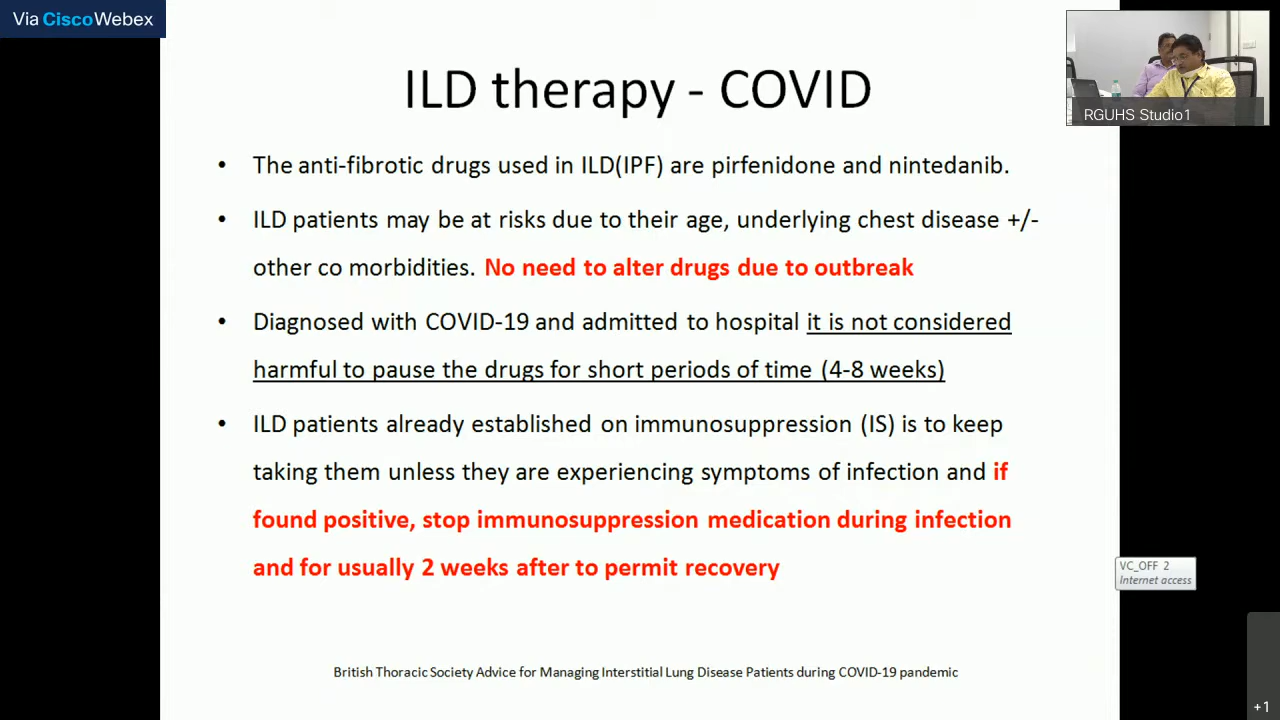 Via CiscoWebex
RGUHS Studio1
ILD therapy - COVID
• The anti-fibrotic drugs used in ILD(IPF) are pirfenidone and nintedanib.
• ILD patients may be at risks due to their age, underlying chest disease +/-
other co morbidities. No need to alter drugs due to outbreak
• Diagnosed with COVID-19 and admitted to hospital it is not considered
harmful to pause the drugs for short periods of time (4-8 weeks)
• ILD patients already established on immunosuppression (IS) is to keep
taking them unless they are experiencing symptoms of infection and if
found positive, stop immunosuppression medication during infection
and for usually 2 weeks after to permit recovery
VC_OFF 2
Internet access
British Thoracic Society Advice for Managing Interstitial Lung Disease Patients during COVID-19 pandemic
+1